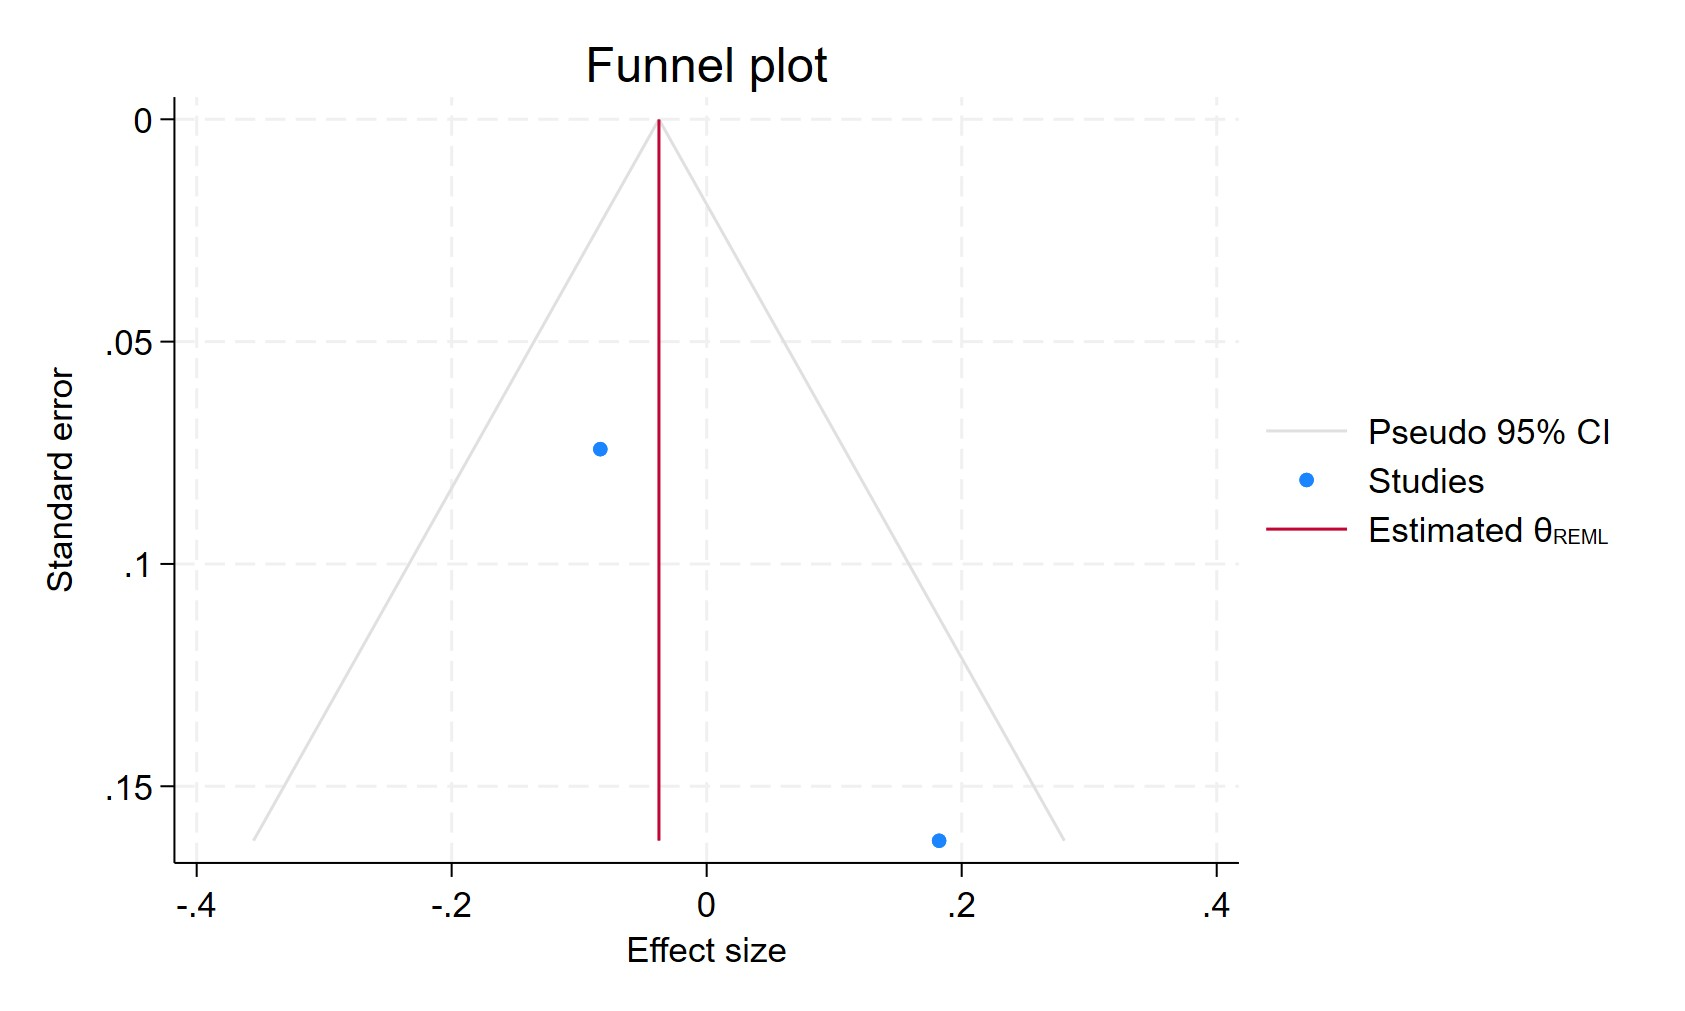 Funnel plot
0
.05
.1
.15
Standard error
-.4
-.2
0
.2
.4
Effect size
Pseudo 95% CI
Studies
Estimated θREML